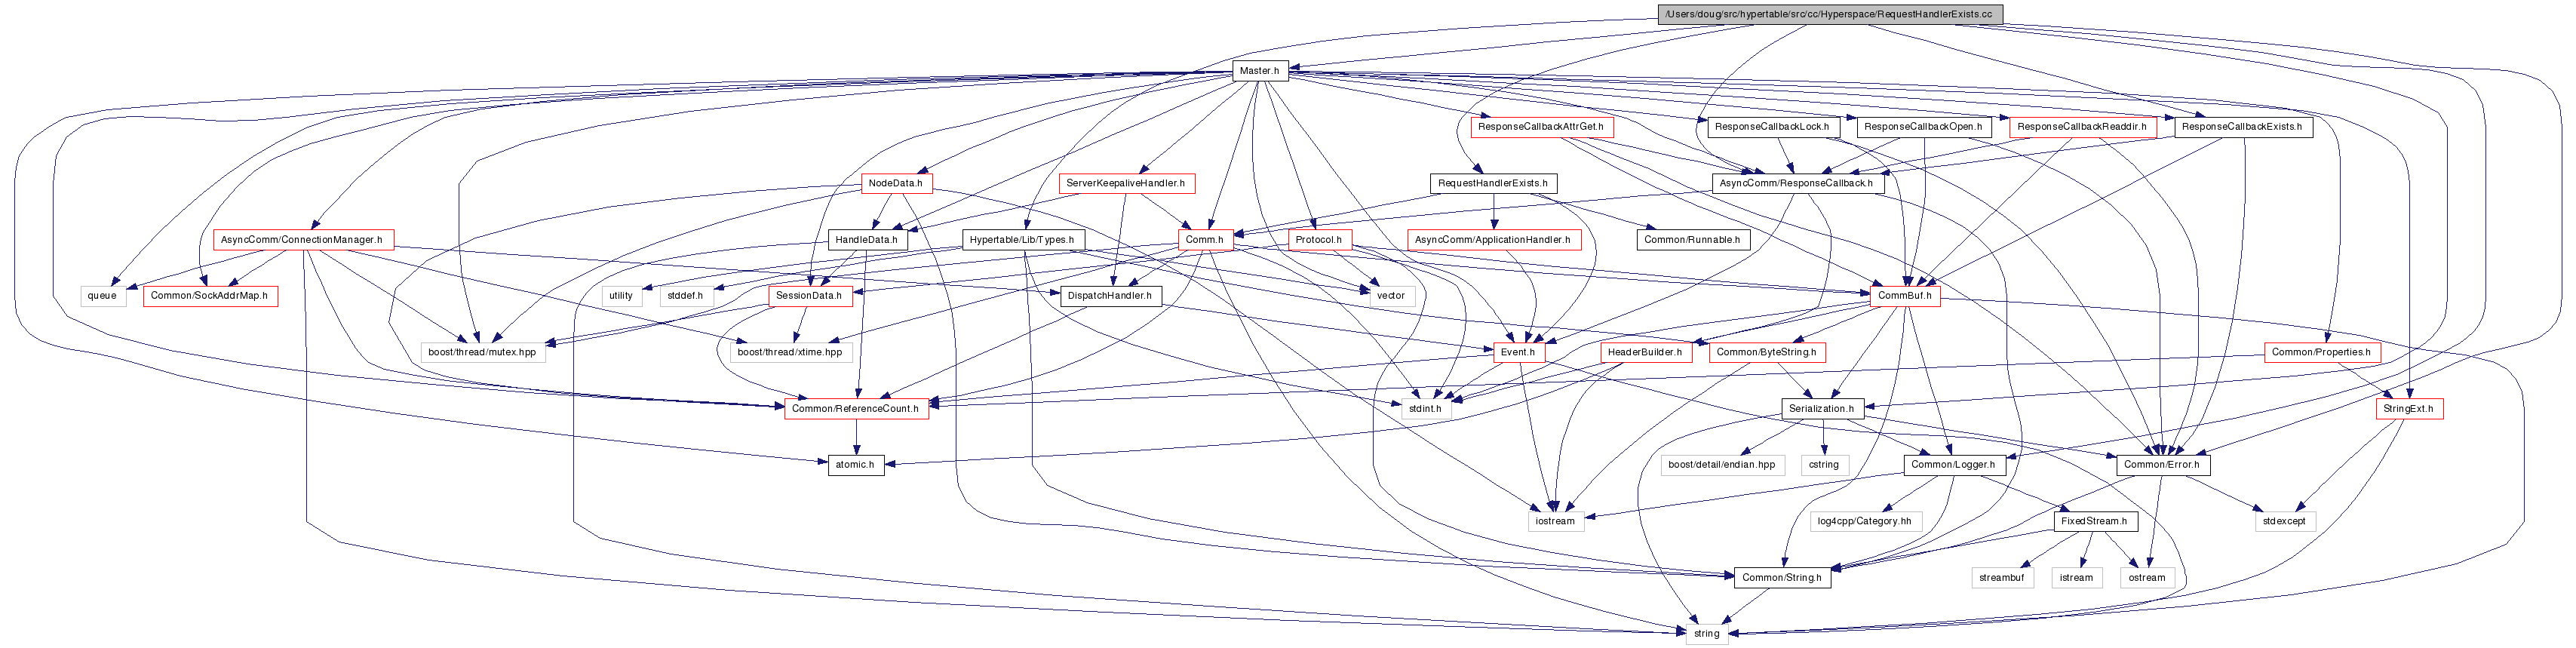 /Users/doug/src/hypertable/src/cc/Hyperspace/RequestHandlerExists.cc
Master.h
ResponseCallbackAttrGet.h
ResponseCallbackLock.h
ResponseCallbackOpen.h
ResponseCallbackReaddir.h
ResponseCallbackExists.h
NodeData.h
ServerKeepaliveHandler.h
RequestHandlerExists.h
AsyncComm/ResponseCallback.h
AsyncComm/ConnectionManager.h
HandleData.h
Hypertable/Lib/Types.h
Comm.h
Protocol.h
AsyncComm/ApplicationHandler.h
Common/Runnable.h
queue
Common/SockAddrMap.h
utility
stddef.h
SessionData.h
DispatchHandler.h
vector
CommBuf.h
boost/thread/mutex.hpp
boost/thread/xtime.hpp
Event.h
HeaderBuilder.h
Common/ByteString.h
Common/Properties.h
Common/ReferenceCount.h
stdint.h
Serialization.h
StringExt.h
atomic.h
boost/detail/endian.hpp
cstring
Common/Logger.h
Common/Error.h
iostream
log4cpp/Category.hh
FixedStream.h
stdexcept
Common/String.h
streambuf
istream
ostream
string